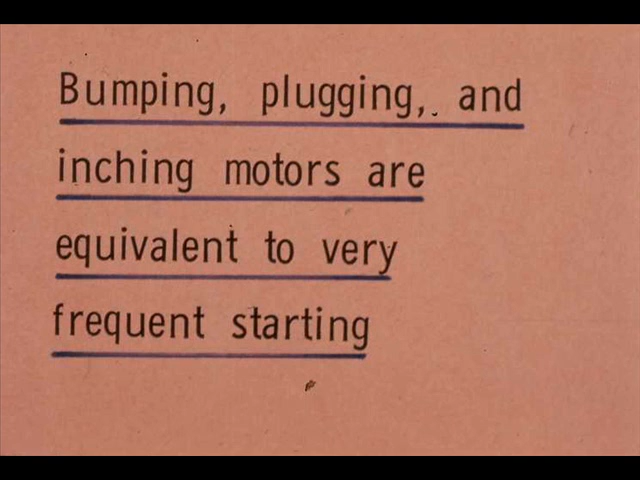 Bumping, plugging, and
inching motors are
equivalent to very
frequent starting